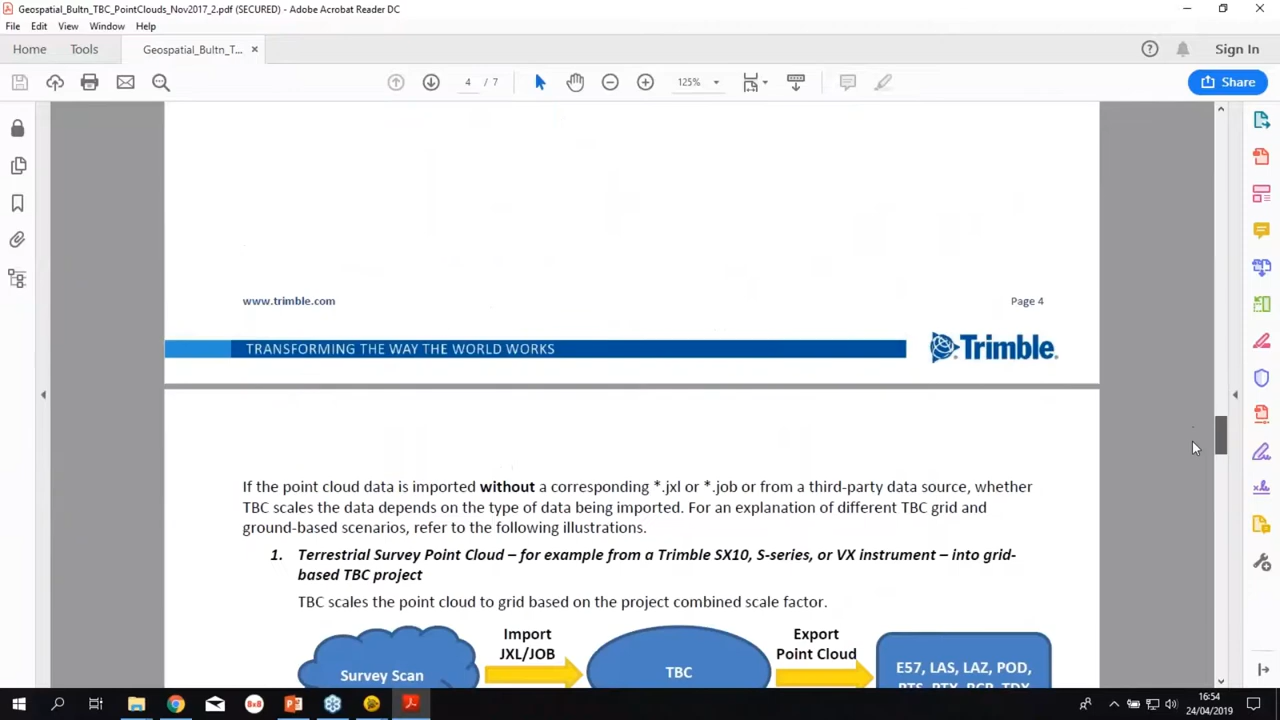 Geospatial_Bultn_TBC_PointClouds_Nov2017_2.pdf (SECURED) - Adobe Acrobat Reader DC
File Edit View Window Help
Home Tools Geospatial_Bultn_T... × Sign In
4 / 7 125% Share
www.trimble.com Page 4
TRANSFORMING THE WAY THE WORLD WORKS Trimble.
If the point cloud data is imported without a corresponding *.jxl or *.job or from a third-party data source, whether
TBC scales the data depends on the type of data being imported. For an explanation of different TBC grid and
ground-based scenarios, refer to the following illustrations.
1. Terrestrial Survey Point Cloud – for example from a Trimble SX10, S-series, or VX instrument – into grid-
based TBC project
TBC scales the point cloud to grid based on the project combined scale factor.
Import
JXL/JOB
Export
Point Cloud
Survey Scan
TBC
E57, LAS, LAZ, POD,
PTS, PTX, RCP, TDX
8x8
16:54
24/04/2019